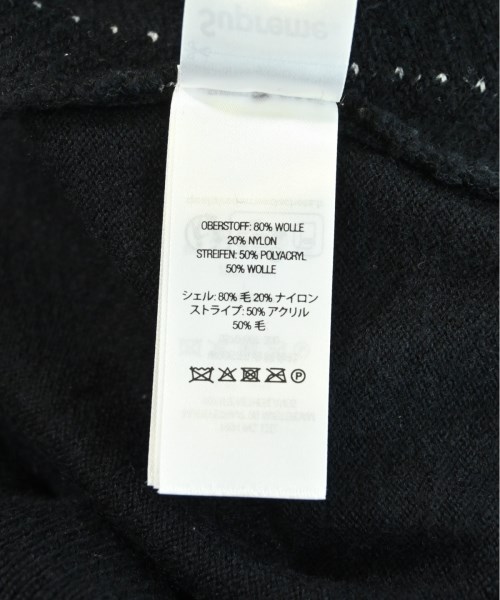 Supreme
OBERSTOFF: 80% WOLLE
20% NYLON
STREIFEN: 50% POLYACRYL
50% WOLLE
シェル: 80% 毛 20% ナイロン
ストライプ: 50% アクリル
50% 毛
P